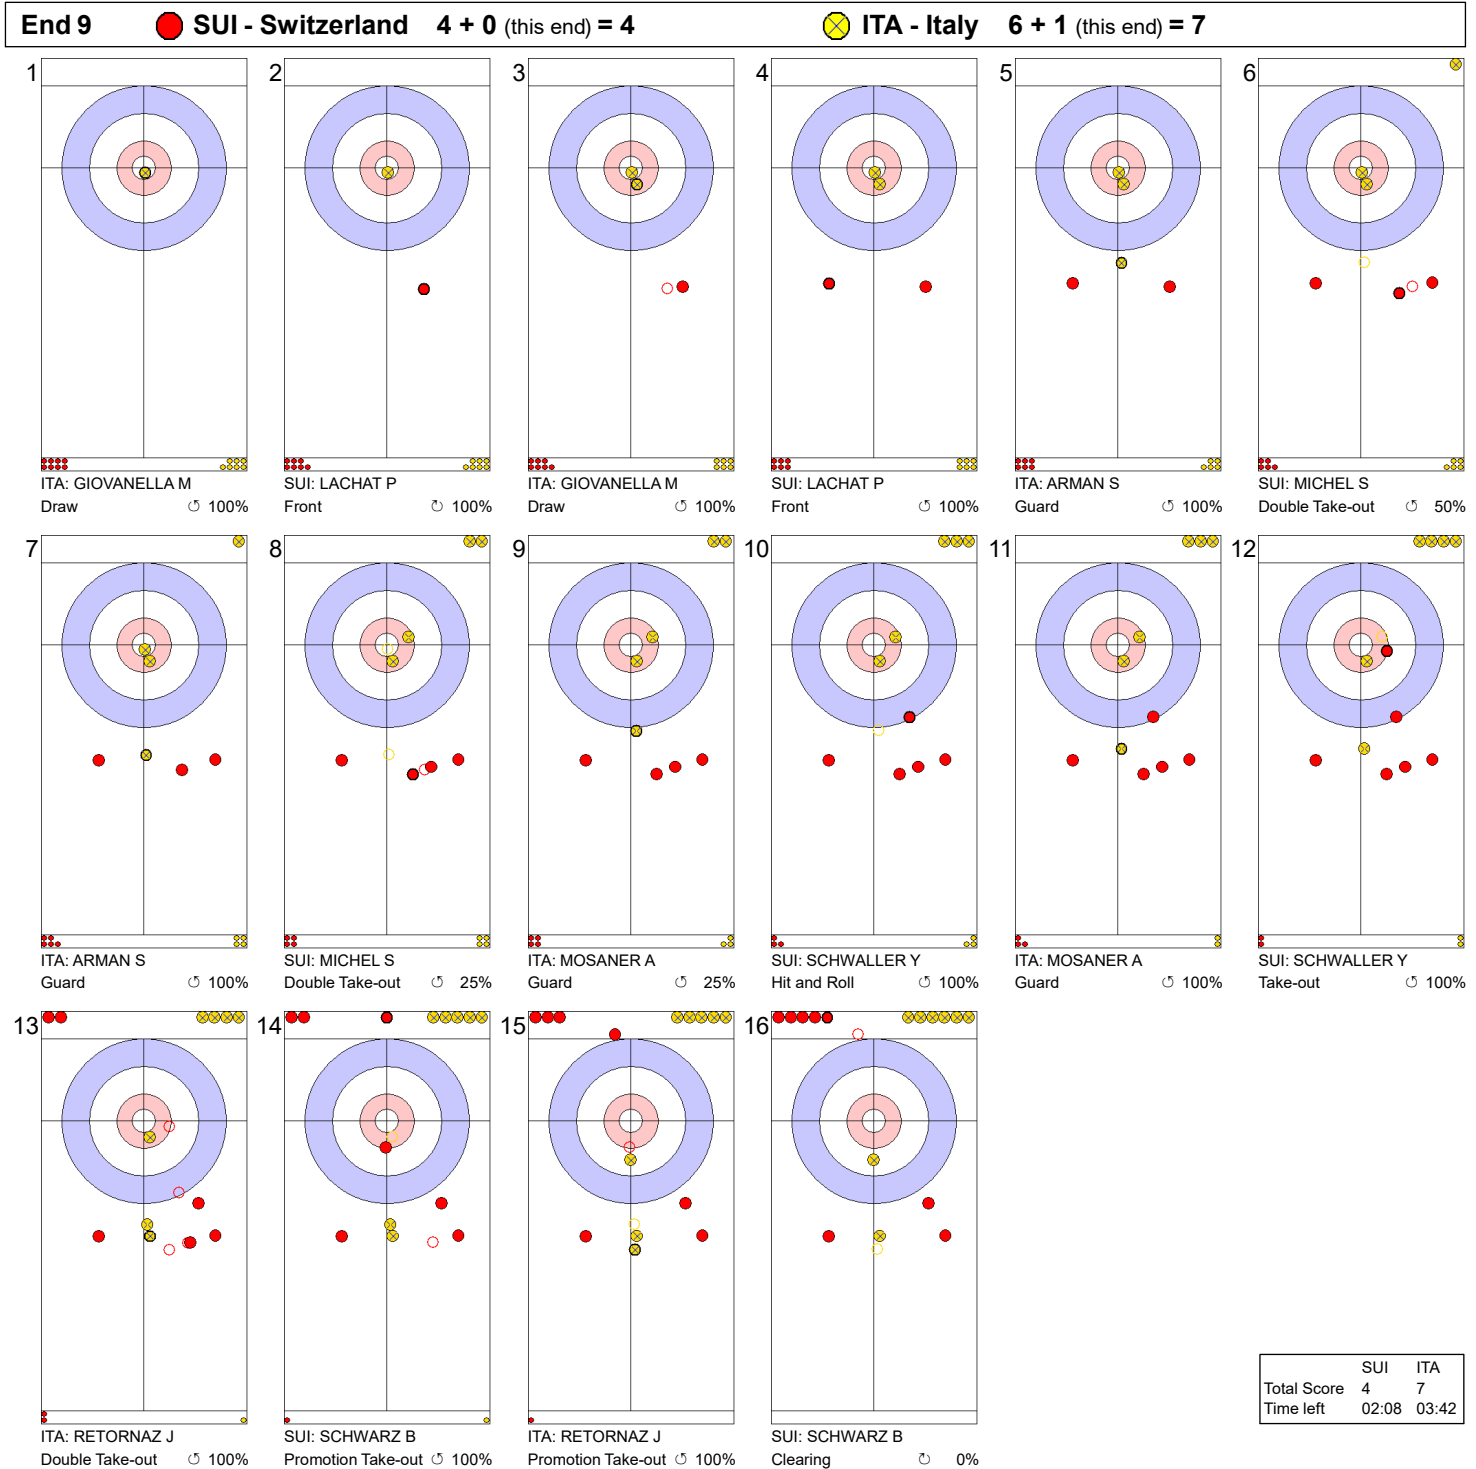 End 9 SUI - Switzerland 4 + 0 (this end) = 4 ITA - Italy 6 + 1 (this end) = 7
1 2 3 4 5 6
ITA: GIOVANELLA M SUI: LACHAT P ITA: GIOVANELLA M SUI: LACHAT P ITA: ARMAN S SUI: MICHEL S
Draw ↺ 100% Front ↻ 100% Draw ↺ 100% Front ↺ 100% Guard ↺ 100% Double Take-out ↺ 50%
7 8 9 10 11 12
ITA: ARMAN S SUI: MICHEL S ITA: MOSANER A SUI: SCHWALLER Y ITA: MOSANER A SUI: SCHWALLER Y
Guard ↺ 100% Double Take-out ↺ 25% Guard ↺ 25% Hit and Roll ↺ 100% Guard ↺ 100% Take-out ↺ 100%
13 14 15 16
ITA: RETORNAZ J SUI: SCHWARZ B ITA: RETORNAZ J SUI: SCHWARZ B
Double Take-out ↺ 100% Promotion Take-out ↺ 100% Promotion Take-out ↺ 100% Clearing ↻ 0%
SUI ITA
Total Score 4 7
Time left 02:08 03:42